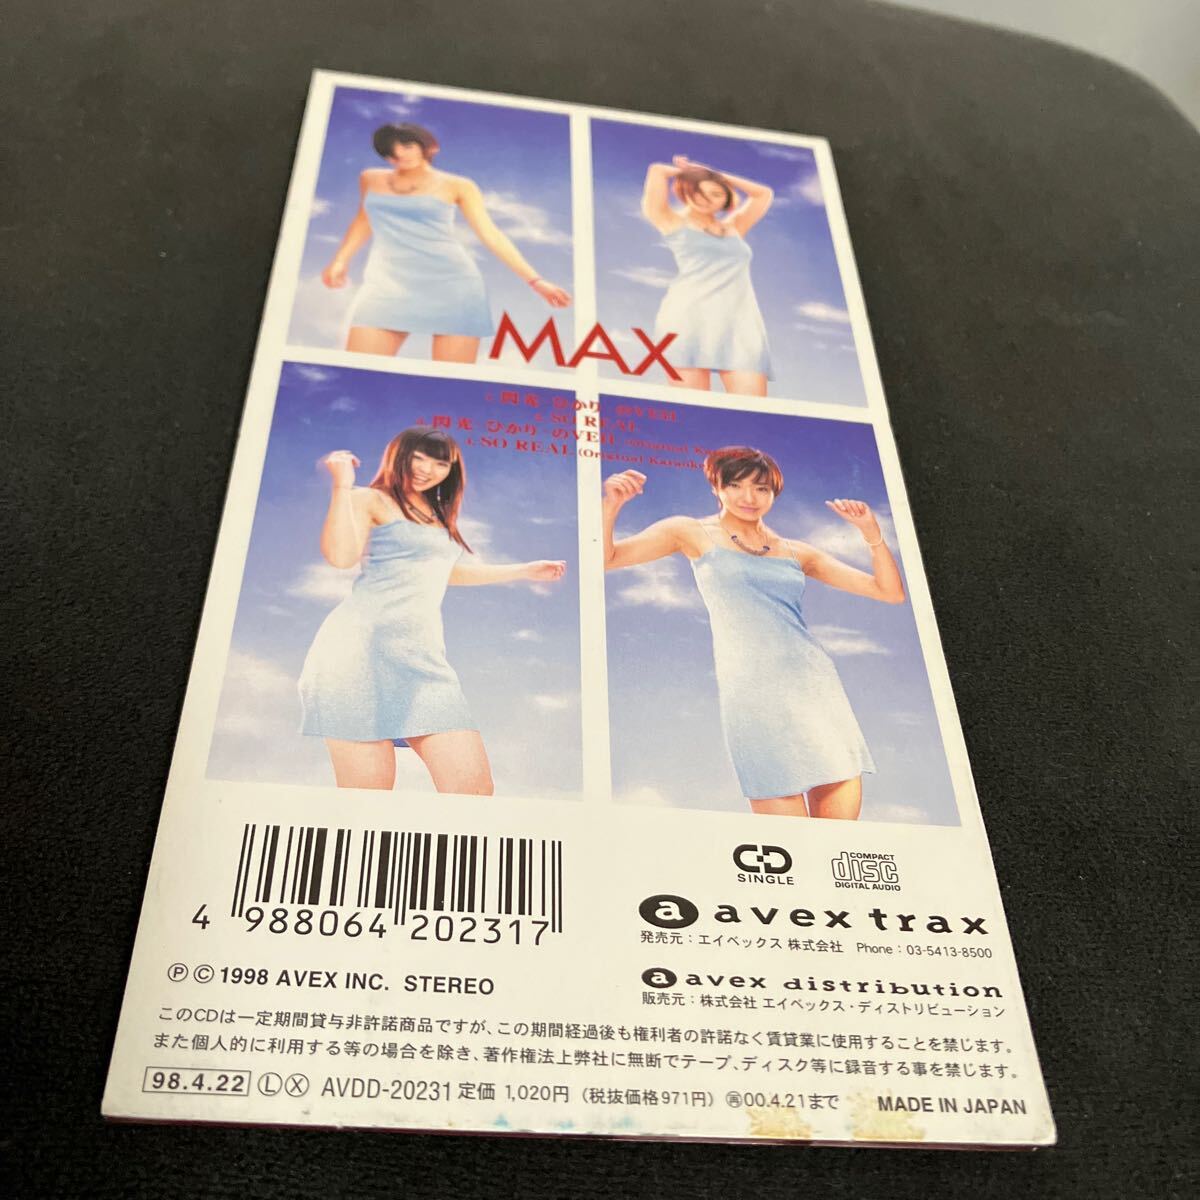 MAX
1. 閃光-ひかり-のVEIL
2. SO REAL
3. 閃光-ひかり-のVEIL (Original Karaoke)
4. SO REAL (Original Karaoke)
4 988064 202317
CD SINGLE
COMPACT disc DIGITAL AUDIO
a avex trax
発売元：エイベックス 株式会社 Phone：03-5413-8500
a avex distribution
販売元：株式会社 エイベックス・ディストリビューション
Ⓟ Ⓒ 1998 AVEX INC. STEREO
このCDは一定期間貸与非許諾商品ですが、この期間経過後も権利者の許諾なく賃貸業に使用することを禁じます。
また個人的に利用する等の場合を除き、著作権法上弊社に無断でテープ、ディスク等に録音する事を禁じます。
98.4.22 Ⓛ Ⓧ AVDD-20231 定価 1,020円（税抜価格971円）㊢00.4.21まで MADE IN JAPAN